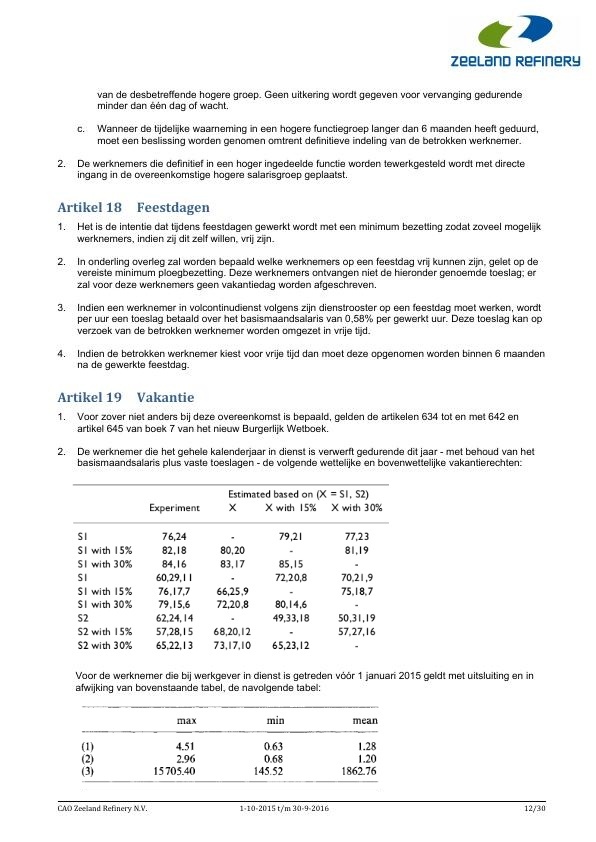 ZEELAND REFINERY
van de desbetreffende hogere groep. Geen uitkering wordt gegeven voor vervanging gedurende
minder dan één dag of wacht.
c. Wanneer de tijdelijke waarneming in een hogere functiegroep langer dan 6 maanden heeft geduurd,
moet een beslissing worden genomen omtrent definitieve indeling van de betrokken werknemer.
2. De werknemers die definitief in een hoger ingedeelde functie worden tewerkgesteld wordt met directe
ingang in de overeenkomstige hogere salarisgroep geplaatst.
Artikel 18 Feestdagen
1. Het is de intentie dat tijdens feestdagen gewerkt wordt met een minimum bezetting zodat zoveel mogelijk
werknemers, indien zij dit zelf willen, vrij zijn.
2. In onderling overleg zal worden bepaald welke werknemers op een feestdag vrij kunnen zijn, gelet op de
vereiste minimum ploegbezetting. Deze werknemers ontvangen niet de hieronder genoemde toeslag; er
zal voor deze werknemers geen vakantiedag worden afgeschreven.
3. Indien een werknemer in volcontinudienst volgens zijn dienstrooster op een feestdag moet werken, wordt
per uur een toeslag betaald over het basismaandsalaris van 0,58% per gewerkt uur. Deze toeslag kan op
verzoek van de betrokken werknemer worden omgezet in vrije tijd.
4. Indien de betrokken werknemer kiest voor vrije tijd dan moet deze opgenomen worden binnen 6 maanden
na de gewerkte feestdag.
Artikel 19 Vakantie
1. Voor zover niet anders bij deze overeenkomst is bepaald, gelden de artikelen 634 tot en met 642 en
artikel 645 van boek 7 van het nieuw Burgerlijk Wetboek.
2. De werknemer die het gehele kalenderjaar in dienst is verwerft gedurende dit jaar - met behoud van het
basismaandsalaris plus vaste toeslagen - de volgende wettelijke en bovenwettelijke vakantierechten:
Estimated based on (X = S1, S2)
Experiment X X with 15% X with 30%
S1 76,24 - 79,21 77,23
S1 with 15% 82,18 80,20 - 81,19
S1 with 30% 84,16 83,17 85,15 -
S1 60,29,11 - 72,20,8 70,21,9
S1 with 15% 76,17,7 66,25,9 - 75,18,7
S1 with 30% 79,15,6 72,20,8 80,14,6 -
S2 62,24,14 - 49,33,18 50,31,19
S2 with 15% 57,28,15 68,20,12 - 57,27,16
S2 with 30% 65,22,13 73,17,10 65,23,12 -
Voor de werknemer die bij werkgever in dienst is getreden vóór 1 januari 2015 geldt met uitsluiting en in
afwijking van bovenstaande tabel, de navolgende tabel:
max min mean
(1) 4.51 0.63 1.28
(2) 2.96 0.68 1.20
(3) 15705.40 145.52 1862.76
CAO Zeeland Refinery N.V. 1-10-2015 t/m 30-9-2016 12/30